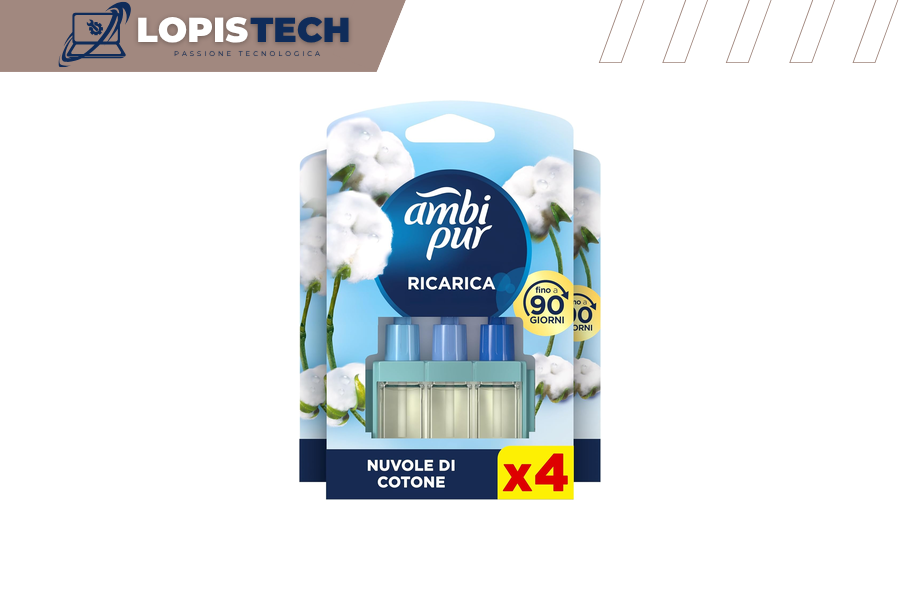 LOPISTECH
PASSIONE TECNOLOGICA
ambi
pur
RICARICA
fino a
90
GIORNI
NUVOLE DI
COTONE
x4